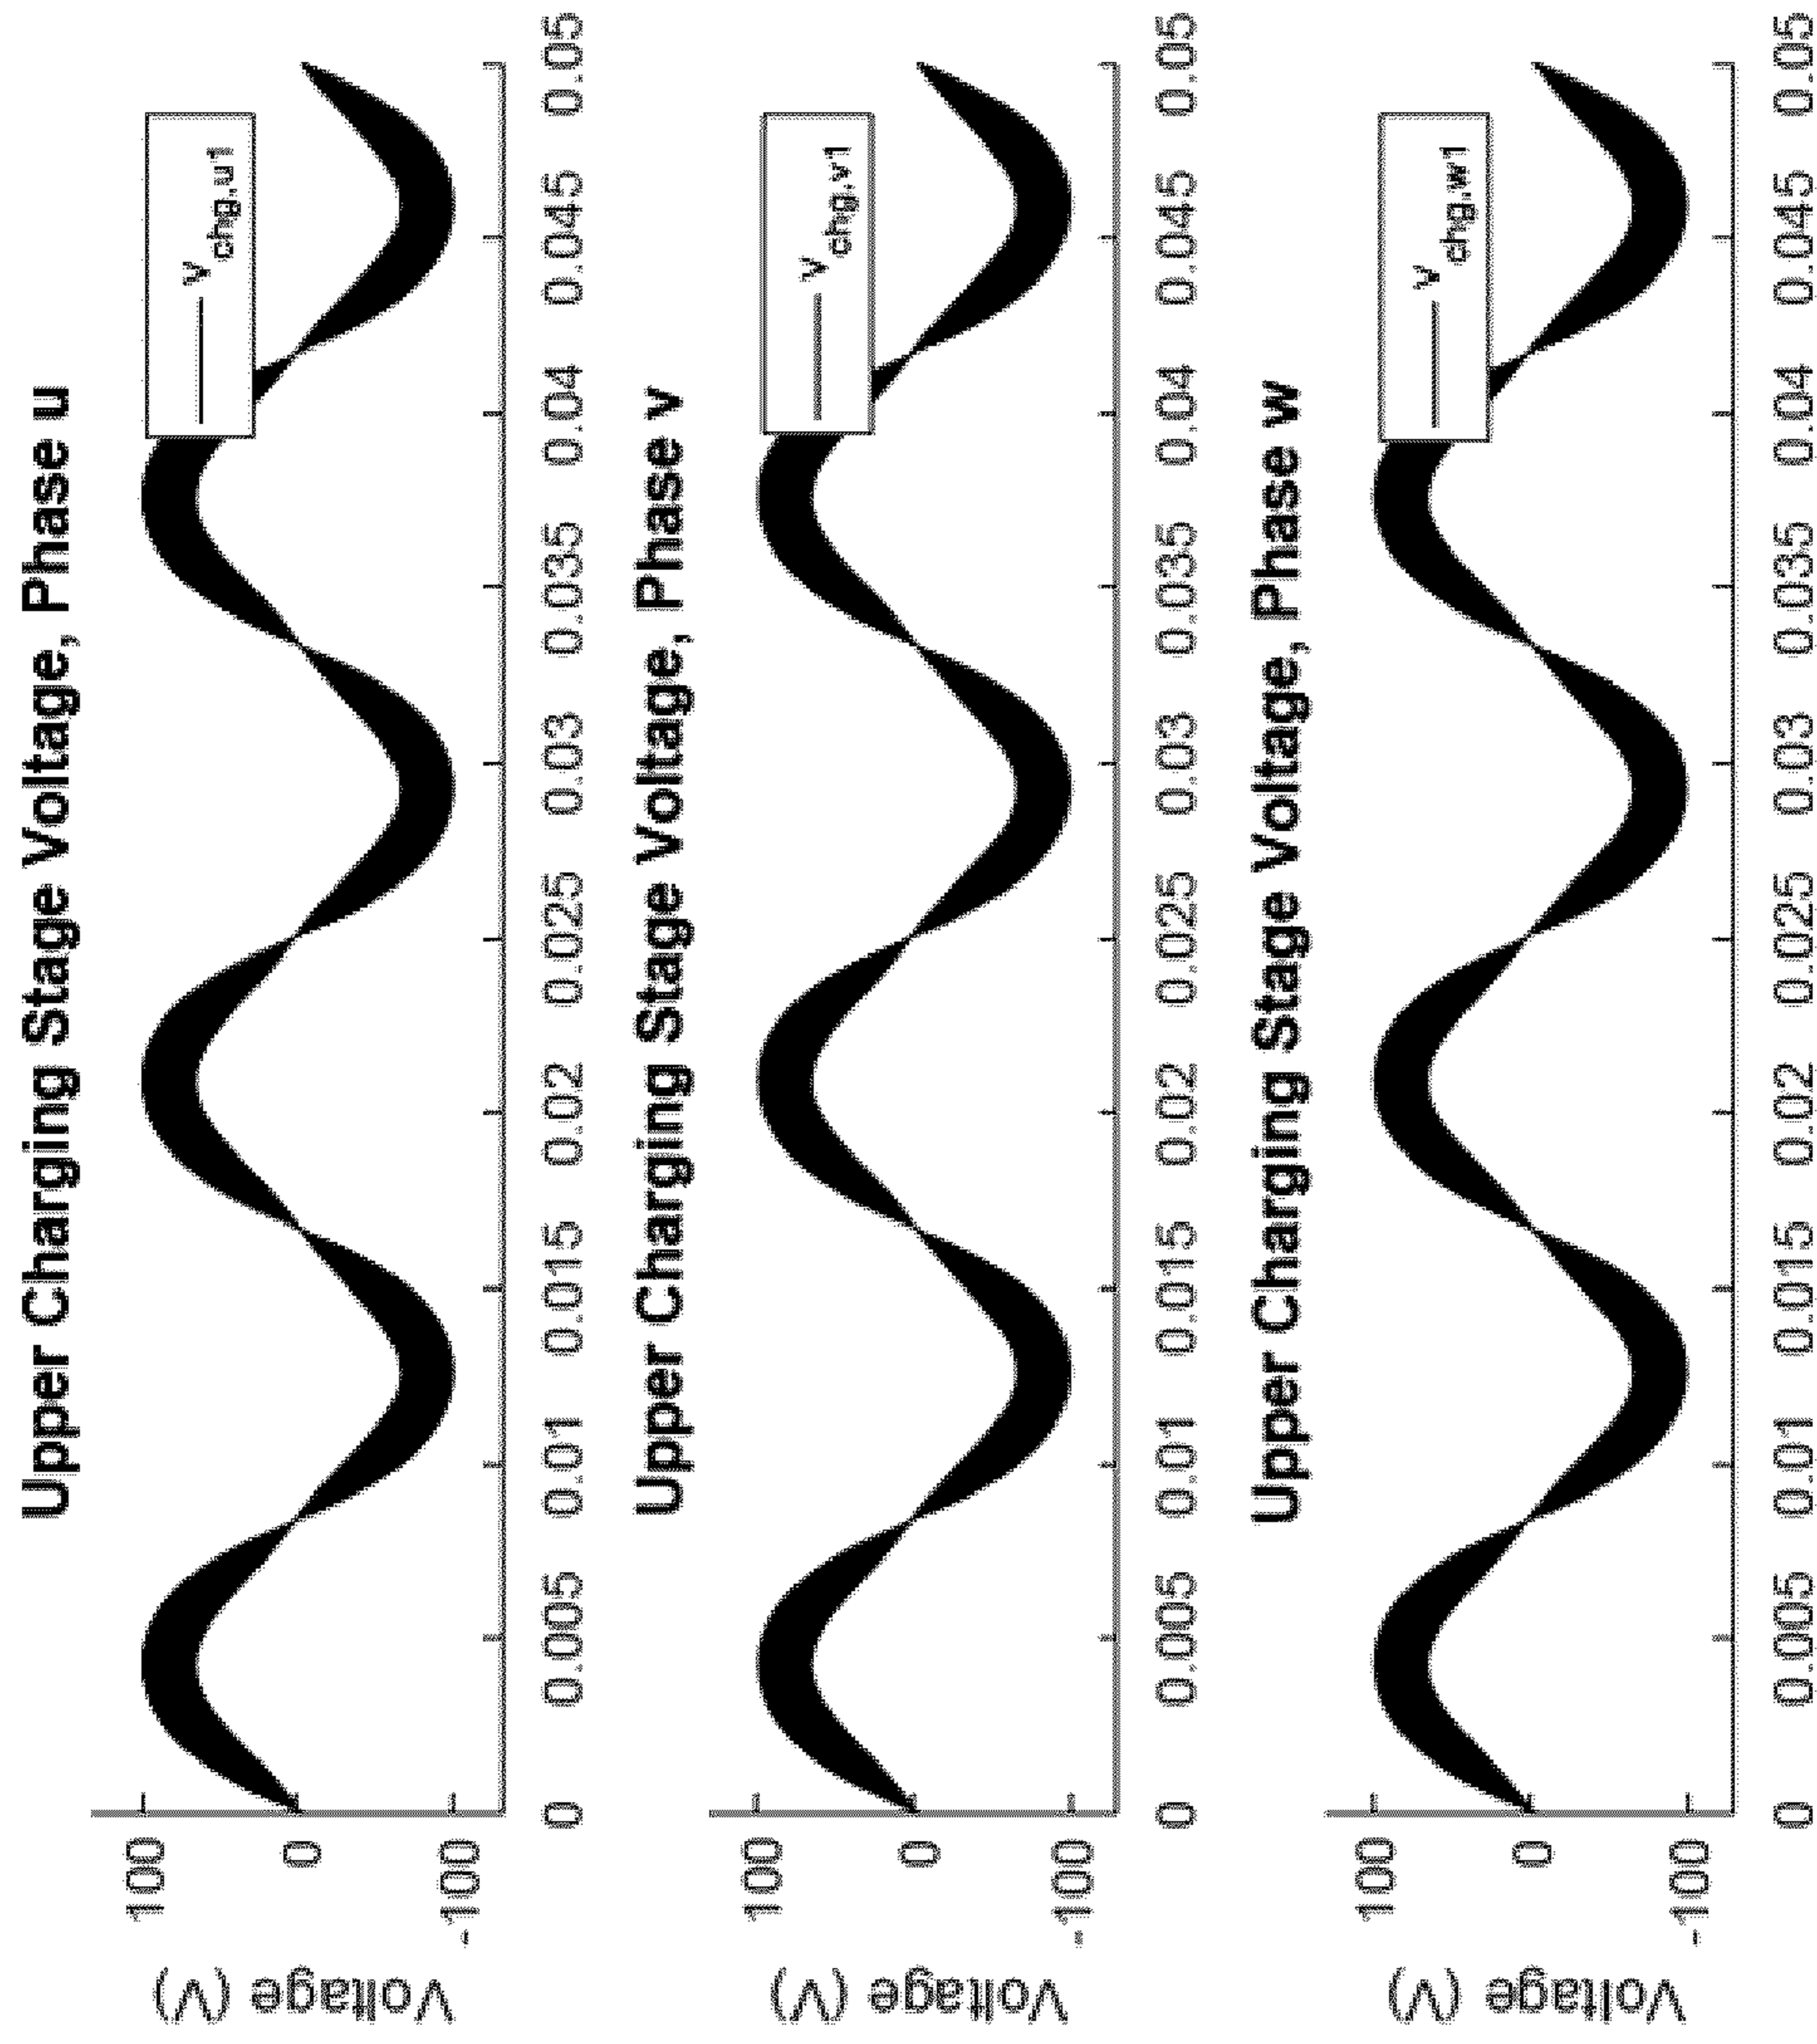 Upper Charging Stage Voltage, Phase u
Voltage (V)
100
0
-100
V chg,u1
0 0.005 0.01 0.015 0.02 0.025 0.03 0.035 0.04 0.045 0.05
Upper Charging Stage Voltage, Phase v
Voltage (V)
100
0
-100
V chg,v1
0 0.005 0.01 0.015 0.02 0.025 0.03 0.035 0.04 0.045 0.05
Upper Charging Stage Voltage, Phase w
Voltage (V)
100
0
-100
V chg,w1
0 0.005 0.01 0.015 0.02 0.025 0.03 0.035 0.04 0.045 0.05